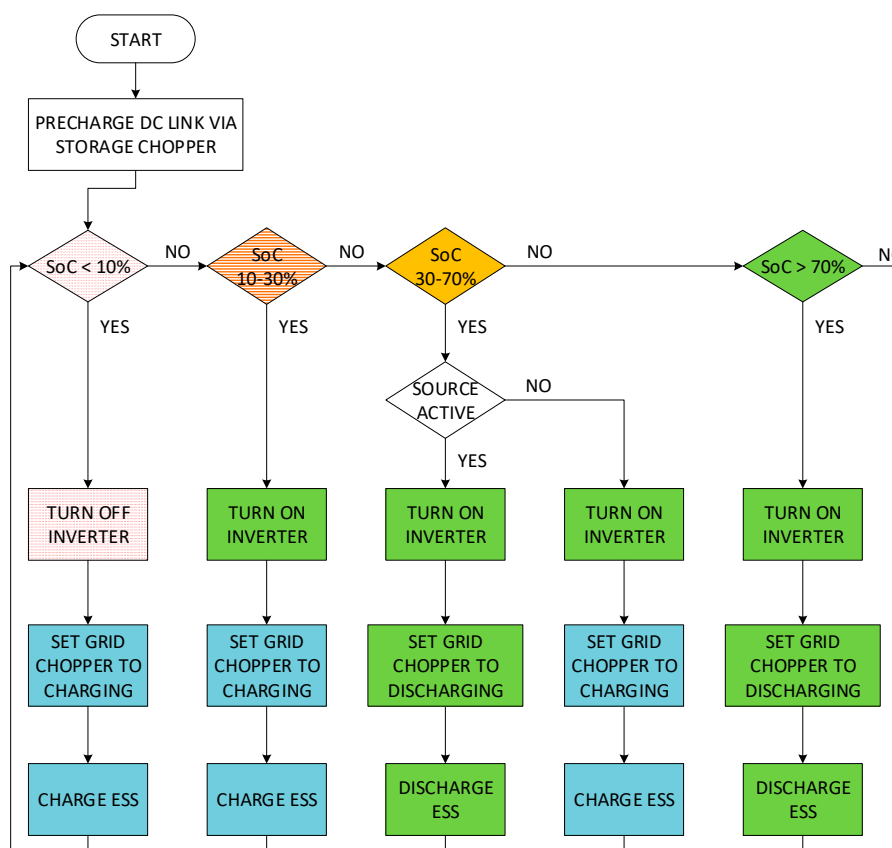 START
PRECHARGE DC LINK VIA
STORAGE CHOPPER
SoC < 10%
NO
SoC
10-30%
NO
SoC
30-70%
NO
SoC > 70%
NO
YES
YES
YES
YES
SOURCE
ACTIVE
NO
YES
TURN OFF
INVERTER
TURN ON
INVERTER
TURN ON
INVERTER
TURN ON
INVERTER
TURN ON
INVERTER
SET GRID
CHOPPER TO
CHARGING
SET GRID
CHOPPER TO
CHARGING
SET GRID
CHOPPER TO
DISCHARGING
SET GRID
CHOPPER TO
CHARGING
SET GRID
CHOPPER TO
DISCHARGING
CHARGE ESS
CHARGE ESS
DISCHARGE
ESS
CHARGE ESS
DISCHARGE
ESS